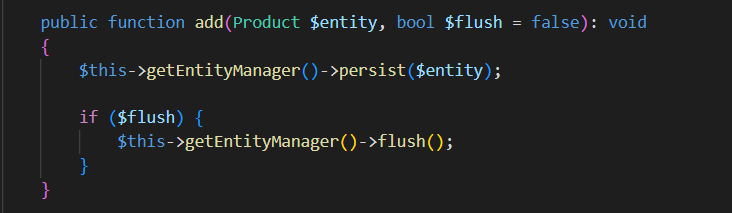 public function add(Product $entity, bool $flush = false): void
{
$this->getEntityManager()->persist($entity);
if ($flush) {
$this->getEntityManager()->flush();
}
}